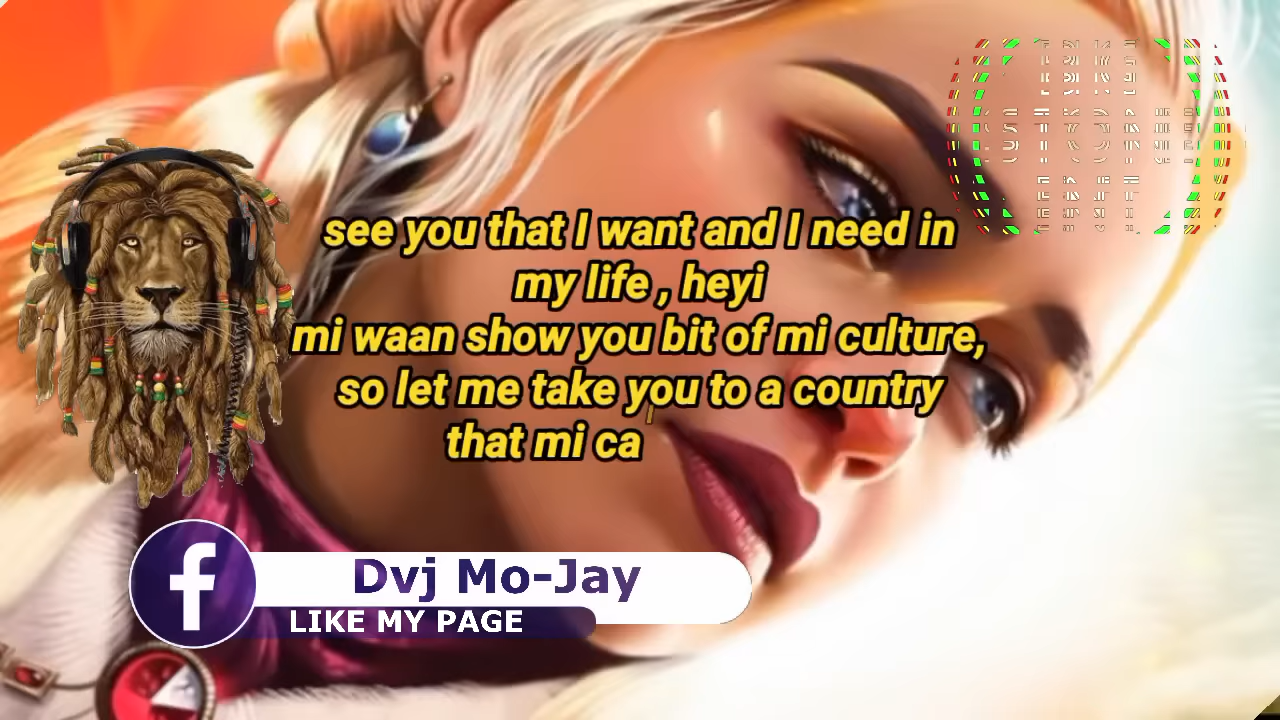 see you that I want and I need in
my life , heyi
mi waan show you bit of mi culture,
so let me take you to a country
that mi ca
f
Dvj Mo-Jay
LIKE MY PAGE